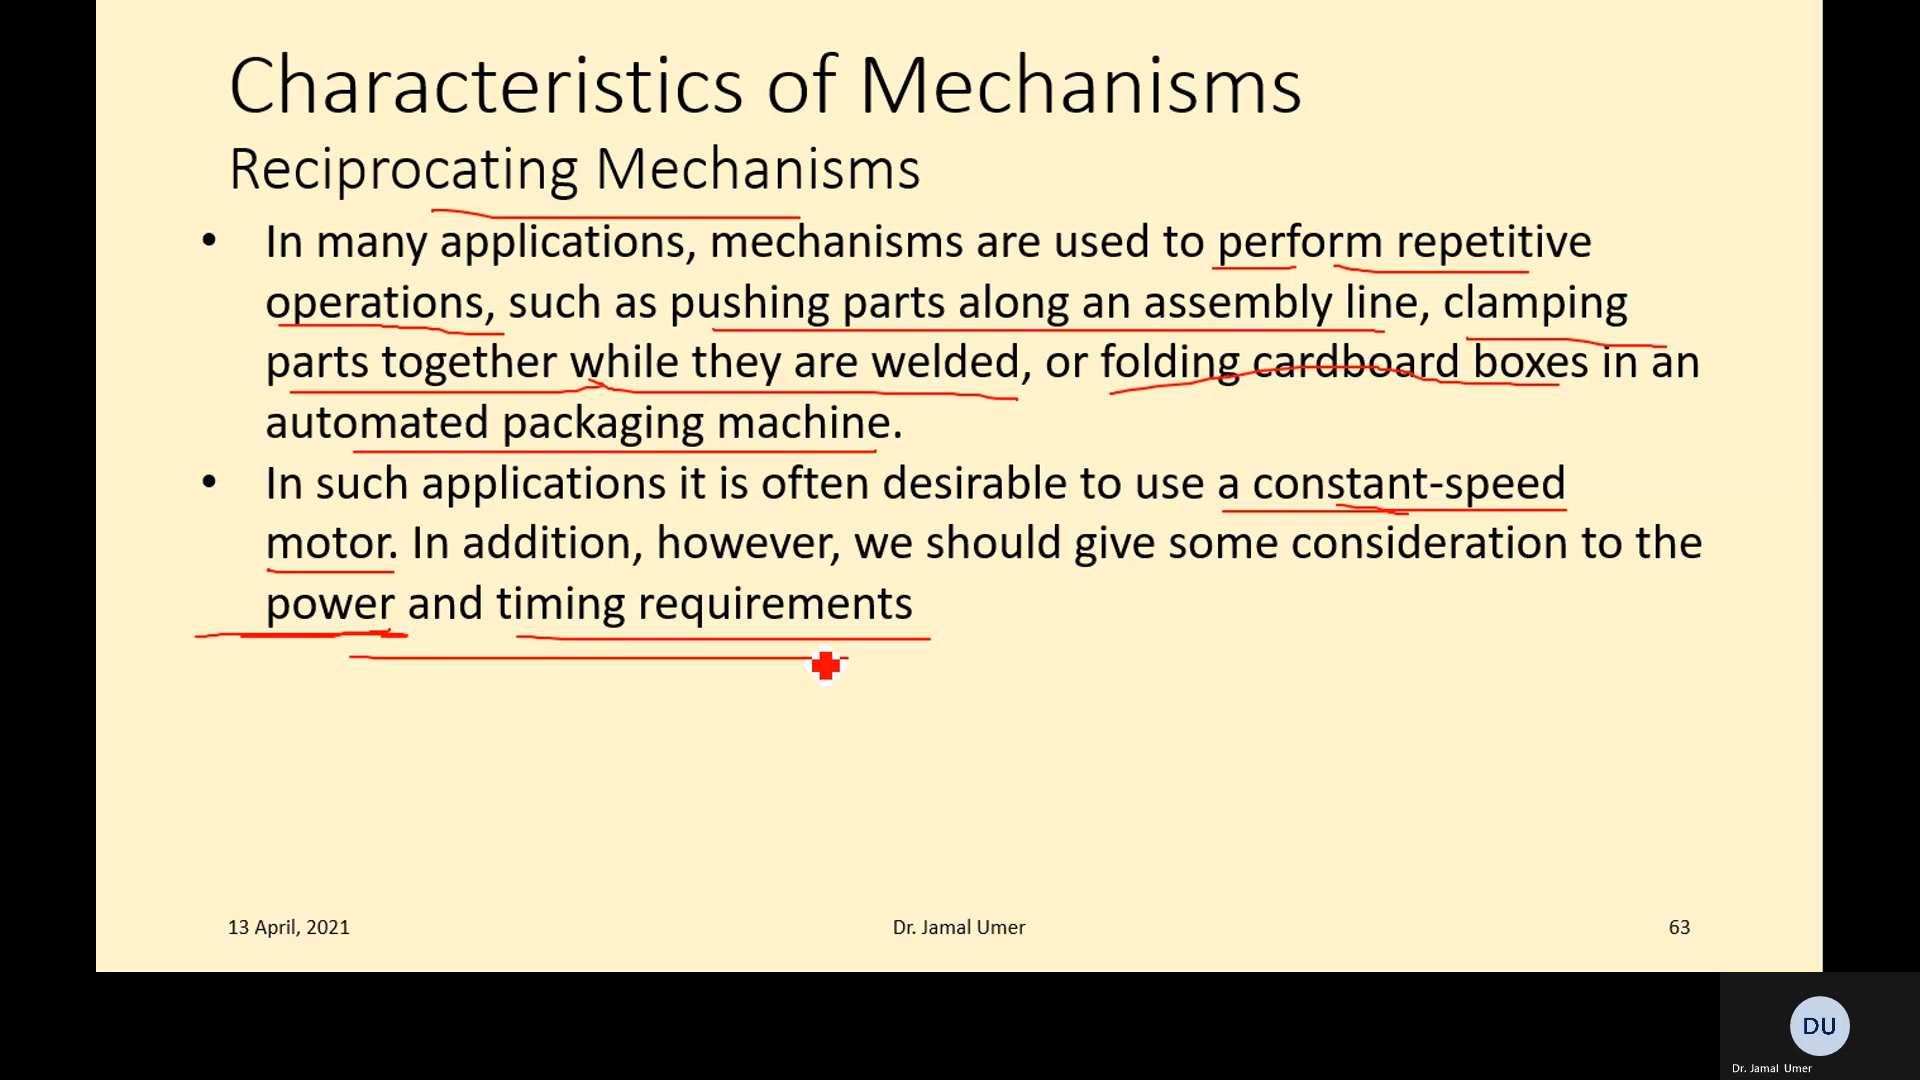 Characteristics of Mechanisms
Reciprocating Mechanisms
• In many applications, mechanisms are used to perform repetitive
operations, such as pushing parts along an assembly line, clamping
parts together while they are welded, or folding cardboard boxes in an
automated packaging machine.
• In such applications it is often desirable to use a constant-speed
motor. In addition, however, we should give some consideration to the
power and timing requirements
13 April, 2021
Dr. Jamal Umer
63
DU
Dr. Jamal Umer